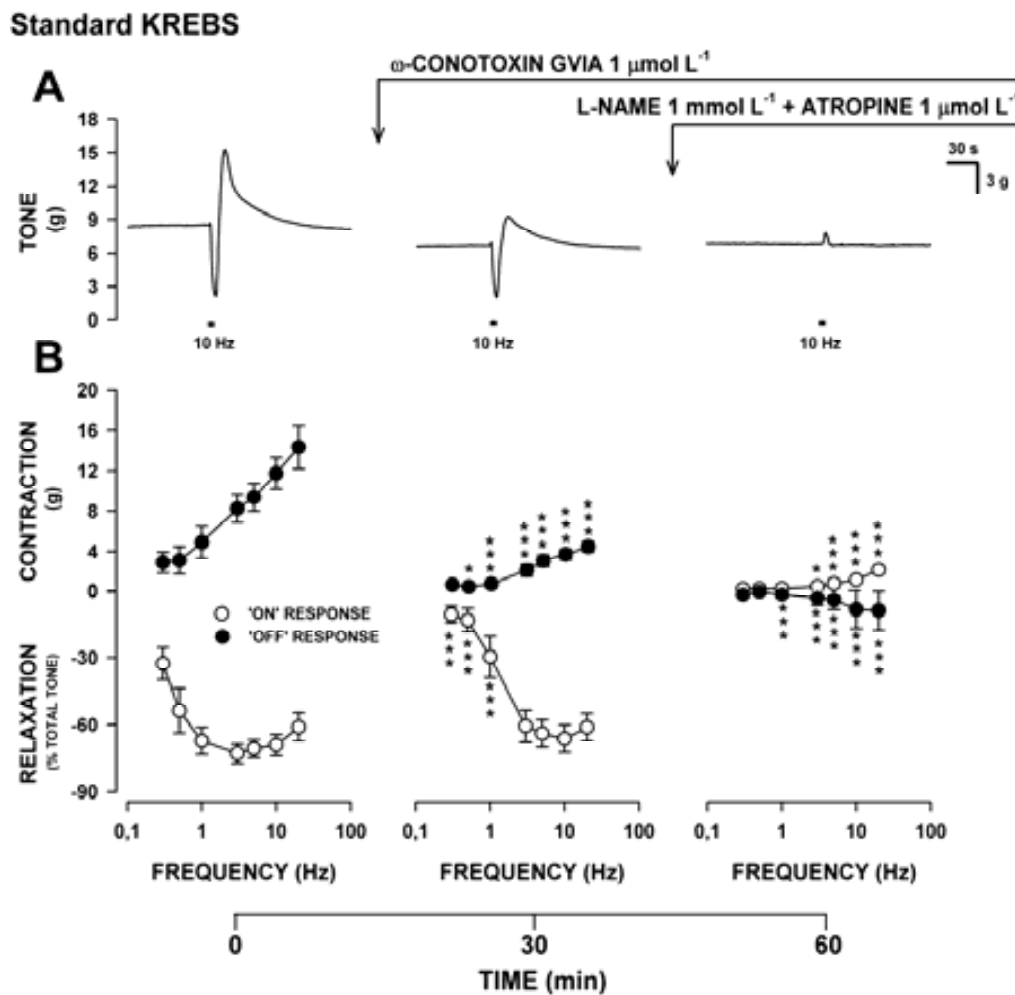 Standard KREBS
A
ω-CONOTOXIN GVIA 1 μmol L⁻¹
L-NAME 1 mmol L⁻¹ + ATROPINE 1 μmol L⁻¹
30 s
3 g
TONE
(g)
18
15
12
9
6
3
0
10 Hz
10 Hz
10 Hz
B
CONTRACTION
(g)
20
16
12
8
4
0
'ON' RESPONSE
'OFF' RESPONSE
RELAXATION
(% TOTAL TONE)
-30
-60
-90
0,1 1 10 100
0,1 1 10 100
0,1 1 10 100
FREQUENCY (Hz)
FREQUENCY (Hz)
FREQUENCY (Hz)
0 30 60
TIME (min)